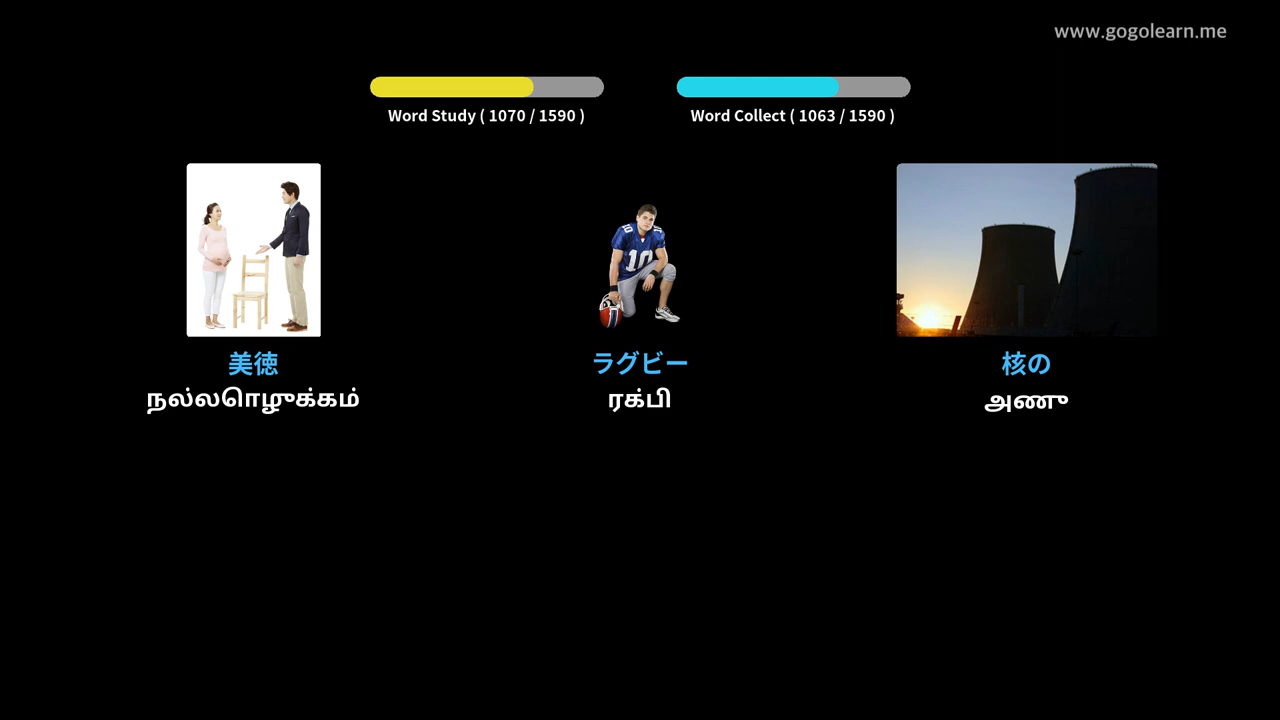 www.gogolearn.me
Word Study ( 1070 / 1590 )
Word Collect ( 1063 / 1590 )
美徳
ラグビー
核の
நல்லொழுக்கம்
ரக்பி
அணு